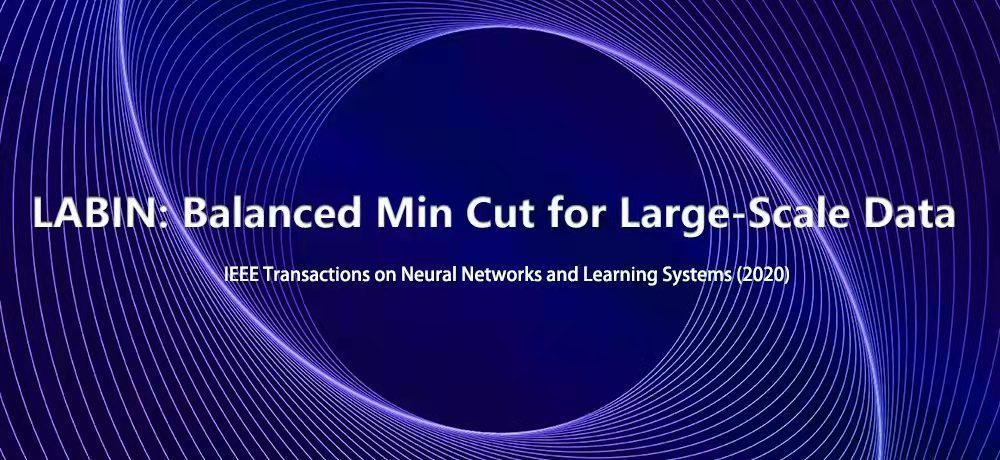 LABIN: Balanced Min Cut for Large-Scale Data
IEEE Transactions on Neural Networks and Learning Systems (2020)